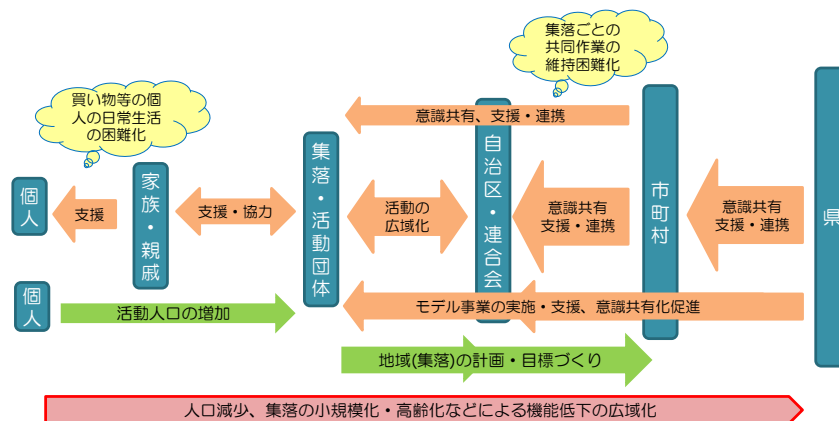 集落ごとの
共同作業の
維持困難化
買い物等の個
人の日常生活
の困難化
個人
個人
家族・親戚
集落・活動団体
自治区・連合会
市町村
県
意識共有、支援・連携
支援
支援・協力
活動の
広域化
意識共有
支援・連携
意識共有
支援・連携
活動人口の増加
モデル事業の実施・支援、意識共有化促進
地域(集落)の計画・目標づくり
人口減少、集落の小規模化・高齢化などによる機能低下の広域化